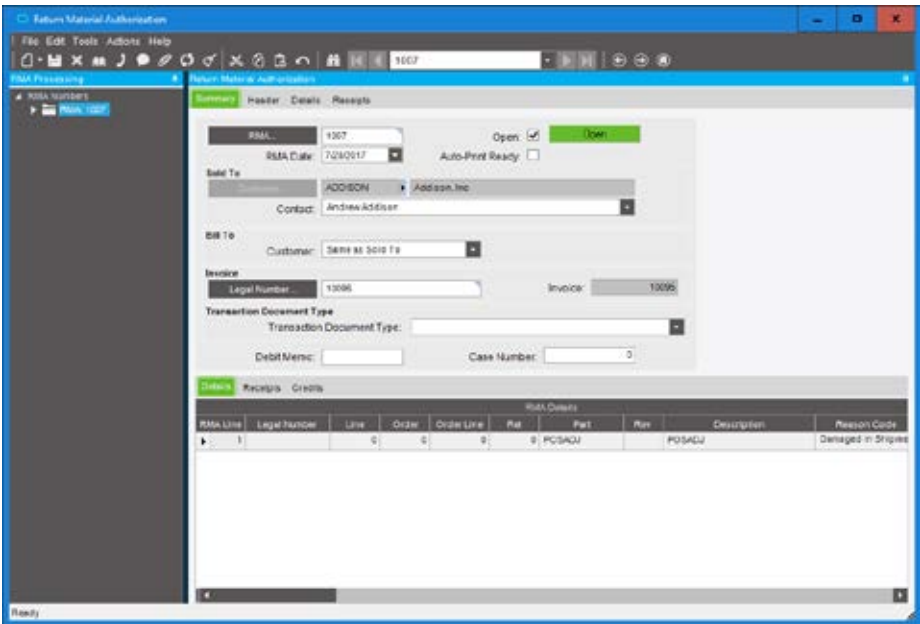 Return Material Authorization
File Edit Tools Actions Help
1007
RMA Processing
Return Material Authorization
RMA Numbers
RMA: 1007
Summary Header Details Receipts
RMA... 1007 Open: Open
RMA Date: 7/28/2017 Auto-Print Ready:
Sold To
Customer... ADDISON Addison, Inc
Contact: Andrew Addison
Bill To
Customer: Same as Sold To
Invoice
Legal Number... 10095 Invoice: 10095
Transaction Document Type
Transaction Document Type:
Debit Memo: Case Number: 0
Details Receipts Credits
RMA Details
RMA Line Legal Number Line Order Order Line Rel Part Rev Description Reason Code
1 0 0 0 0 POSADJ POSADJ Damaged in Shipme
Ready